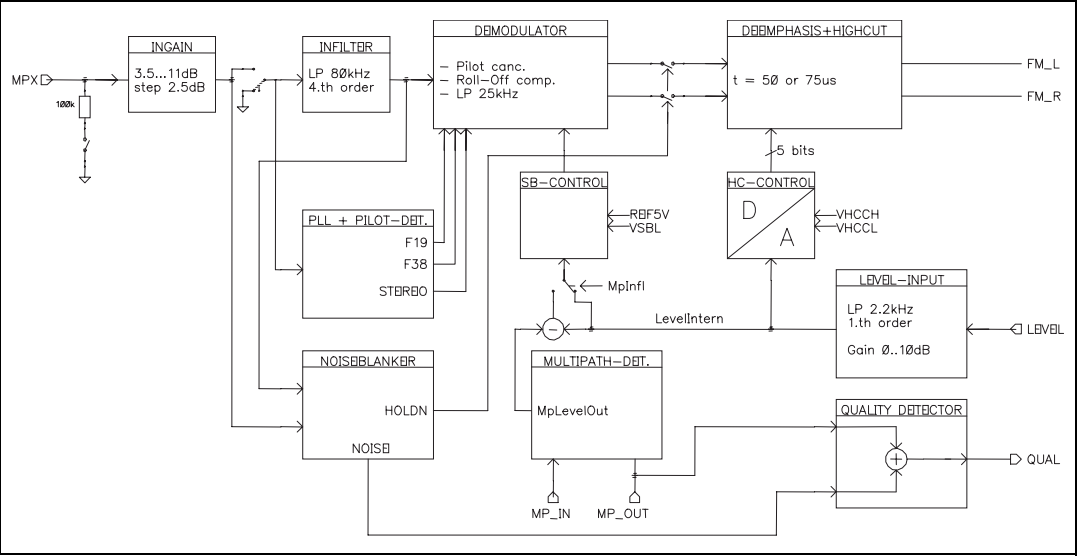 INGAIN
3.5...11dB
step 2.5dB
MPX
100k
INFILTER
LP 80kHz
4.th order
DEMODULATOR
- Pilot canc.
- Roll-Off comp.
- LP 25kHz
DEEMPHASIS+HIGHCUT
t = 50 or 75us
FM_L
FM_R
5 bits
SB-CONTROL
REF5V
VSBL
HC-CONTROL
D
A
VHCCH
VHCCL
PLL + PILOT-DET.
F19
F38
STEREO
MpInfl
LevelIntern
LEVEL-INPUT
LP 2.2kHz
1.th order
Gain 0..10dB
LEVEL
NOISEBLANKER
HOLDN
NOISE
MULTIPATH-DET.
MpLevelOut
MP_IN
MP_OUT
QUALITY DETECTOR
QUAL